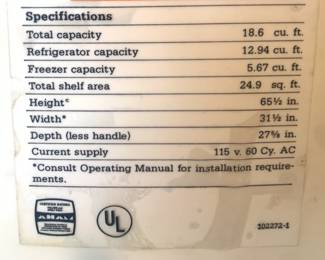 Specifications
Total capacity 18.6 cu. ft.
Refrigerator capacity 12.94 cu. ft.
Freezer capacity 5.67 cu. ft.
Total shelf area 24.9 sq. ft.
Height* 65½ in.
Width* 31½ in.
Depth (less handle) 27⅝ in.
Current supply 115 v. 60 Cy. AC
*Consult Operating Manual for installation require-
ments.
AHAM
UL
102272-1